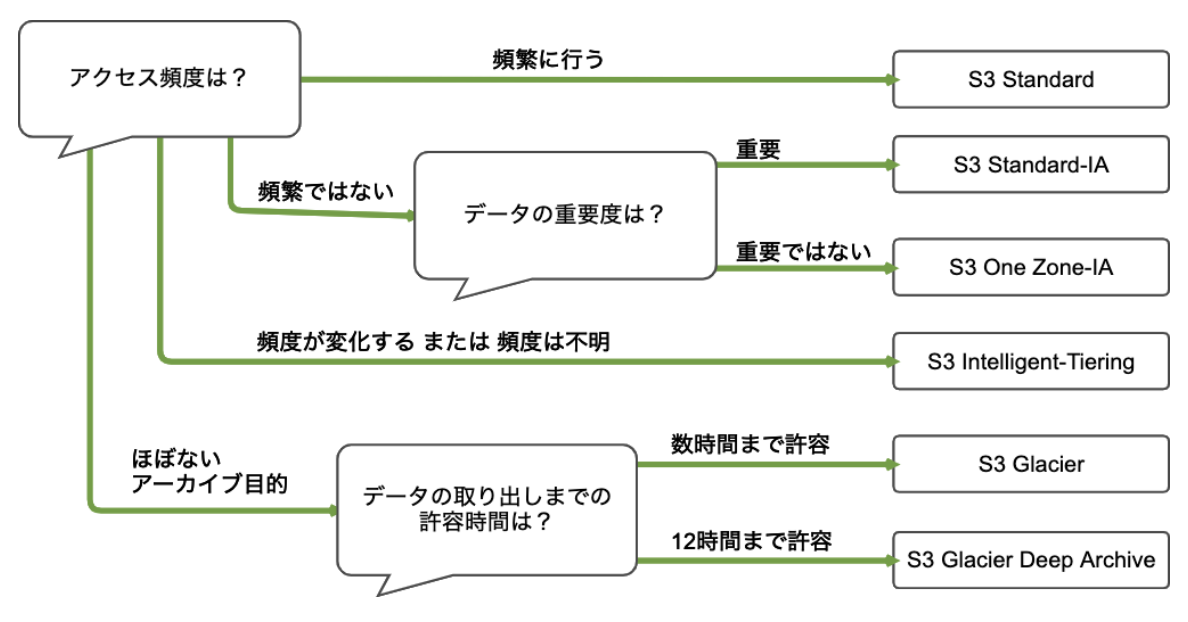 アクセス頻度は？
頻繁に行う
S3 Standard
頻繁ではない
データの重要度は？
重要
S3 Standard-IA
重要ではない
S3 One Zone-IA
頻度が変化する または 頻度は不明
S3 Intelligent-Tiering
ほぼない
アーカイブ目的
データの取り出しまでの
許容時間は？
数時間まで許容
S3 Glacier
12時間まで許容
S3 Glacier Deep Archive